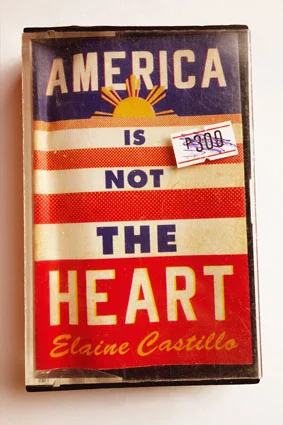 AMERICA
₱300
IS
NOT
THE
HEART
Elaine Castillo